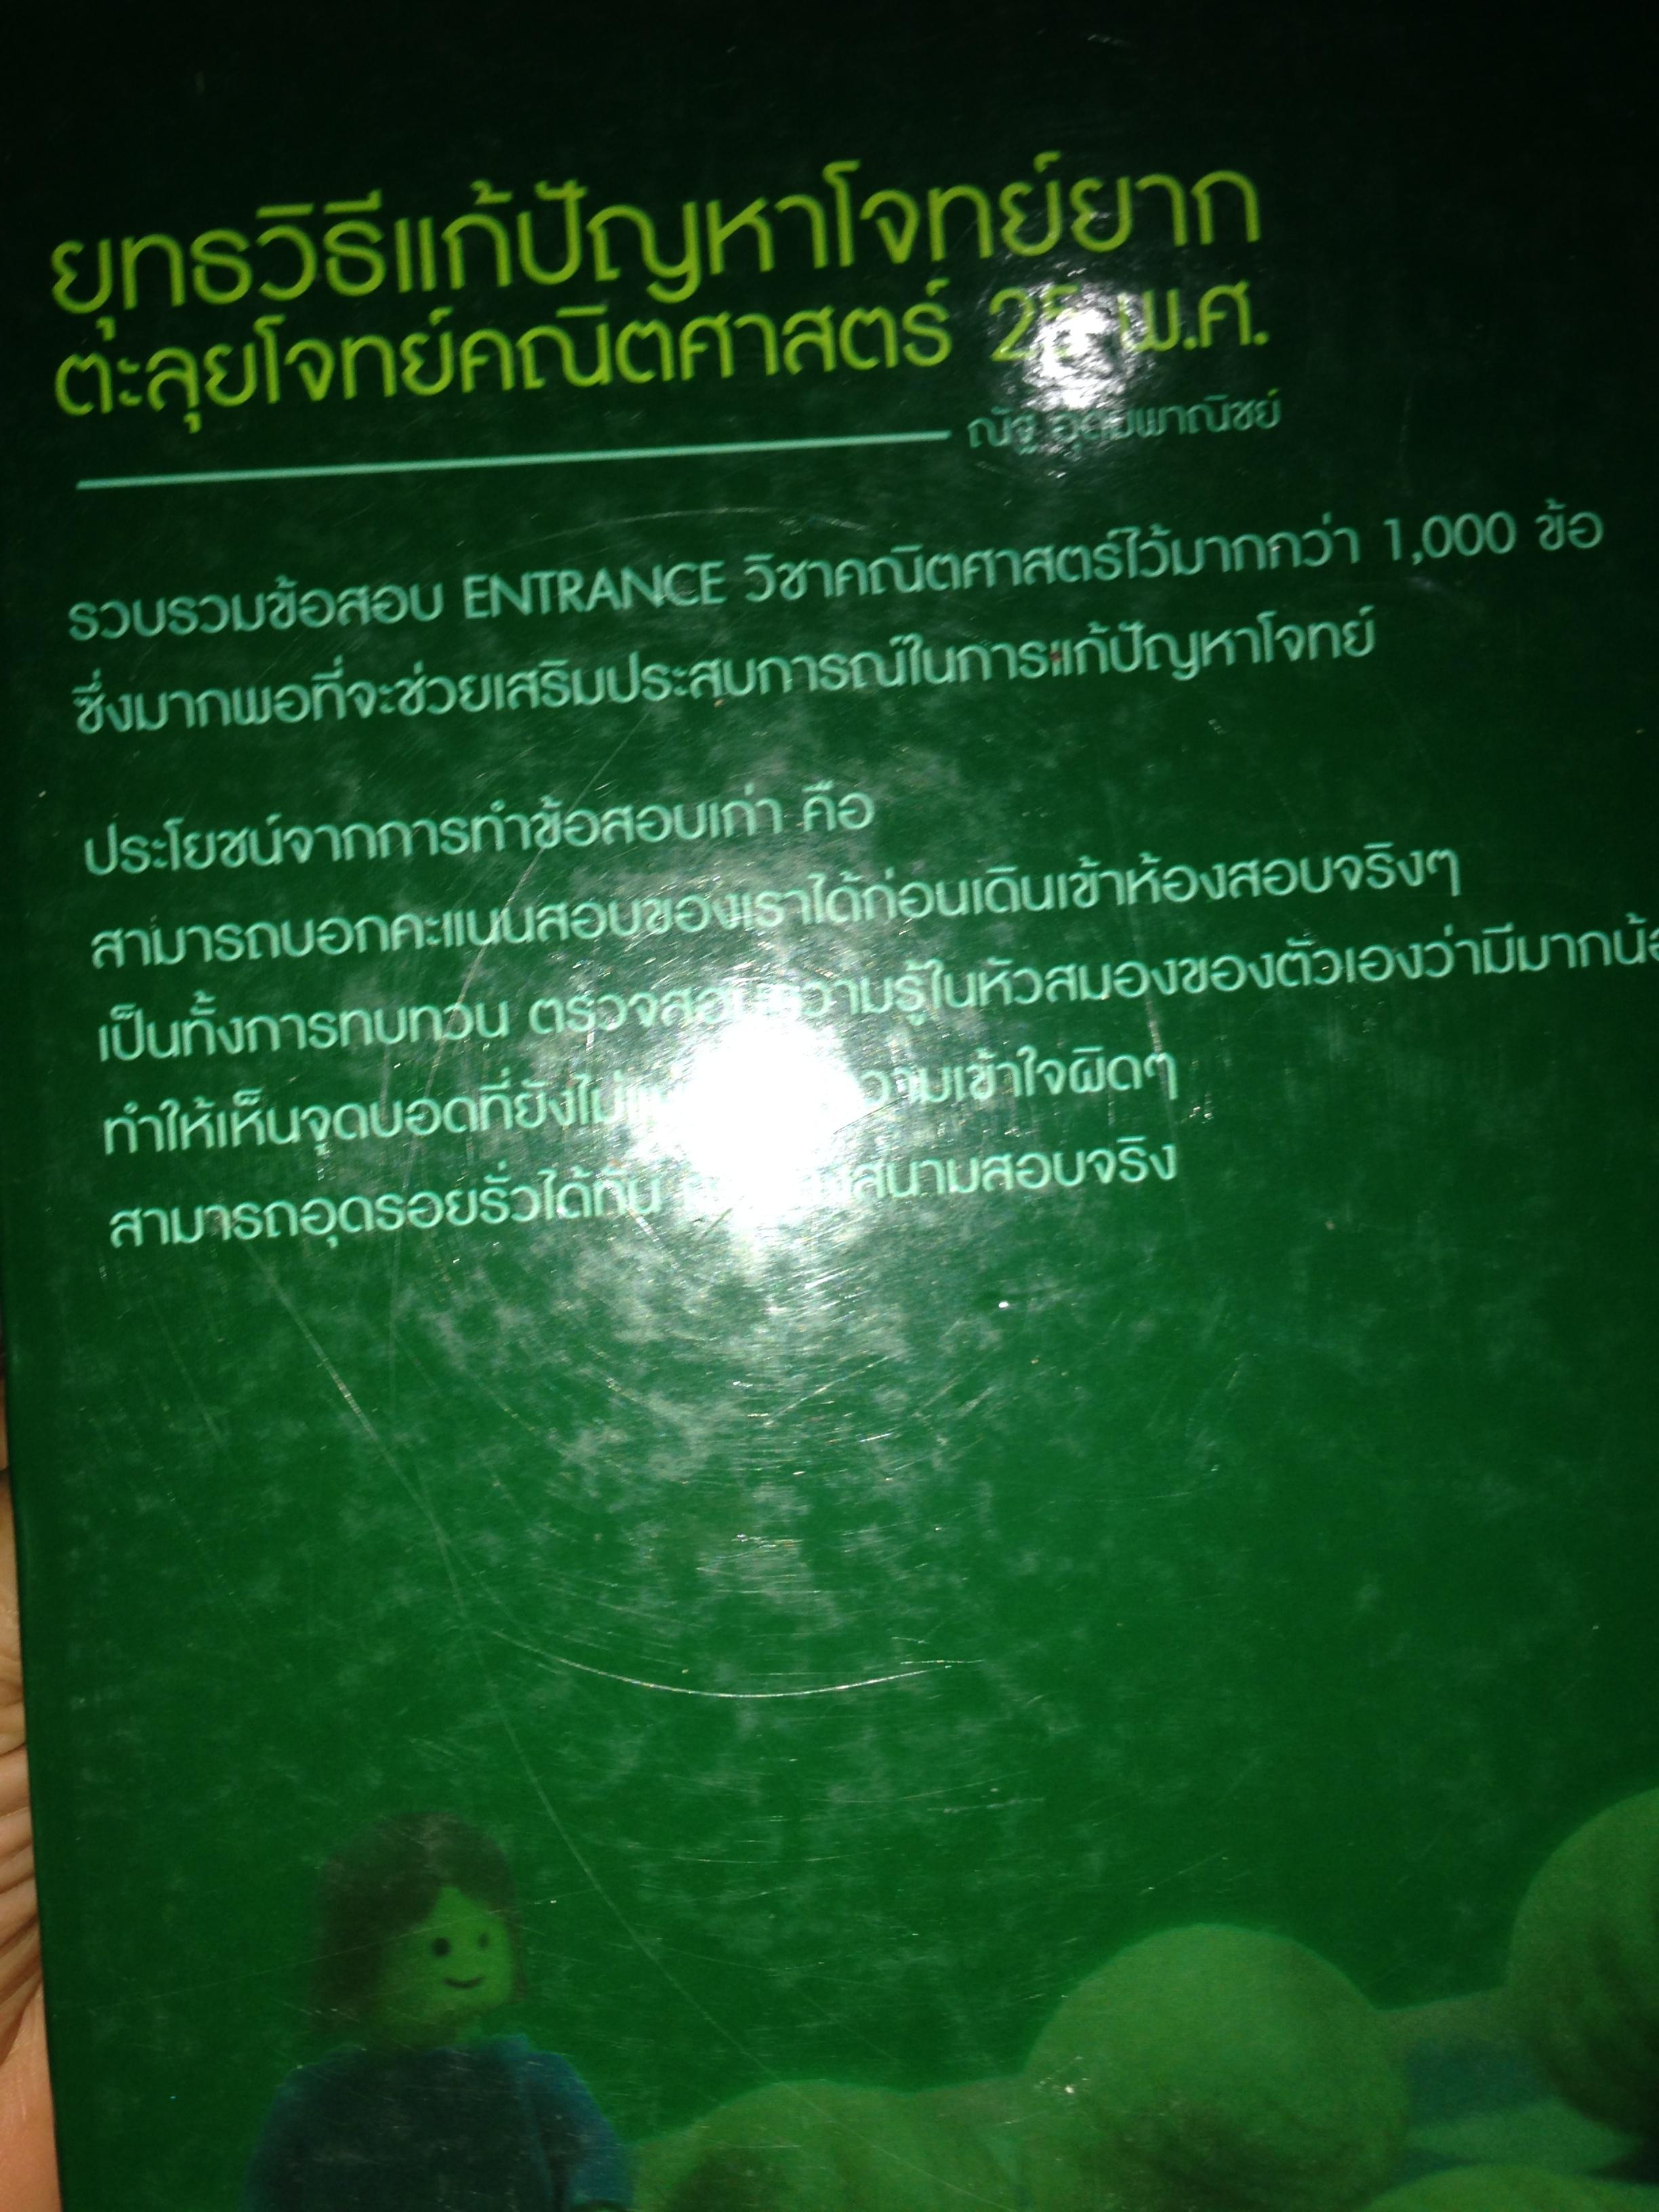 ยุทธวิธีแก้ปัญหาโจทย์ยาก
ตะลุยโจทย์คณิตศาสตร์ 25 พ.ศ.
ณัฐ อุดมพาณิชย์
รวบรวมข้อสอบ ENTRANCE วิชาคณิตศาสตร์ไว้มากกว่า 1,000 ข้อ
ซึ่งมากพอที่จะช่วยเสริมประสบการณ์ในการแก้ปัญหาโจทย์
ประโยชน์จากการทำข้อสอบเก่า คือ
สามารถบอกคะแนนสอบของเราได้ก่อนเดินเข้าห้องสอบจริงๆ
เป็นทั้งการทบทวน ตรวจสอบความรู้ในหัวสมองของตัวเองว่ามีมากน้อ
ทำให้เห็นจุดบอดที่ยังไม่ ความเข้าใจผิดๆ
สามารถอุดรอยรั่วได้ทัน สนามสอบจริง